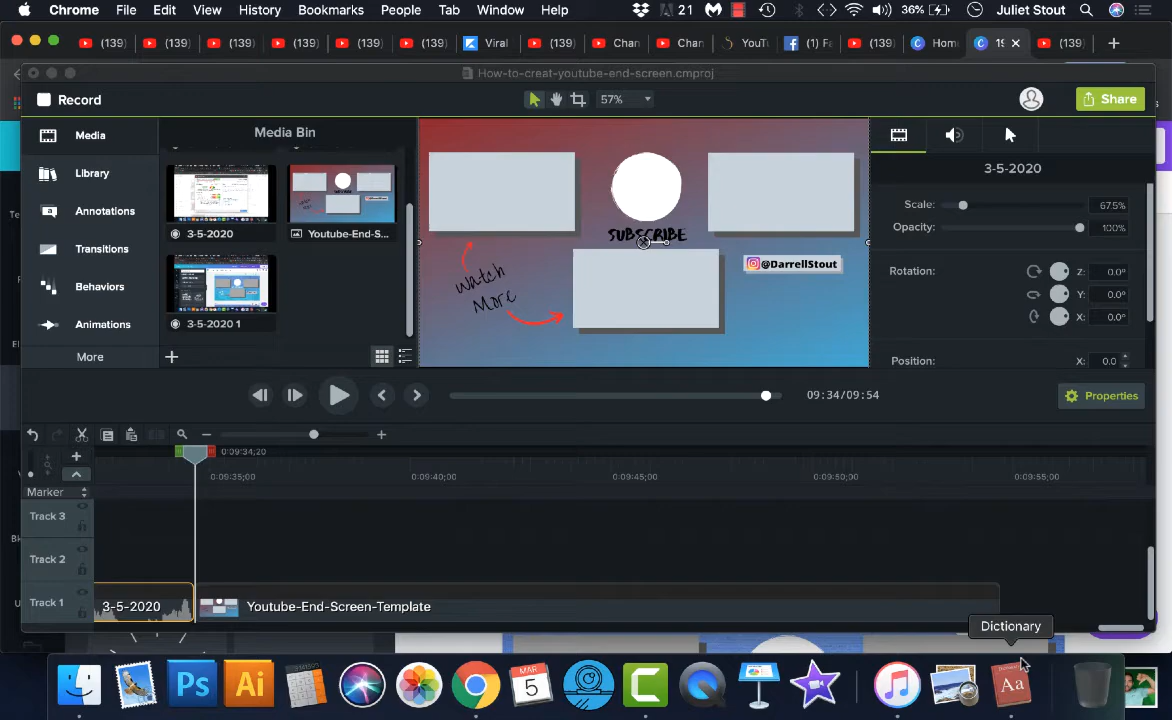 Chrome File Edit View History Bookmarks People Tab Window Help 21 36% Juliet Stout
(139) (139) (139) (139) (139) (139) Viral (139) Chan Chan YouTu (1) Fa (139) Hom 19 (139)
How-to-creat-youtube-end-screen.cmproj
Record 57% Share
Media
Library
Annotations
Transitions
Behaviors
Animations
More
Media Bin
3-5-2020 Youtube-End-S...
3-5-2020 1
SUBSCRIBE
@DarrellStout
watch
More
3-5-2020
Scale: 67.5%
Opacity: 100%
Rotation: Z: 0.0°
Y: 0.0°
X: 0.0°
Position: X: 0.0
09:34/09:54
Properties
0:09:34;20
0:09:35;00 0:09:40;00 0:09:45;00 0:09:50;00 0:09:55;00
Marker
Track 3
Track 2
Track 1
3-5-2020 Youtube-End-Screen-Template
Dictionary
Ps Ai MAR 5 C Aa